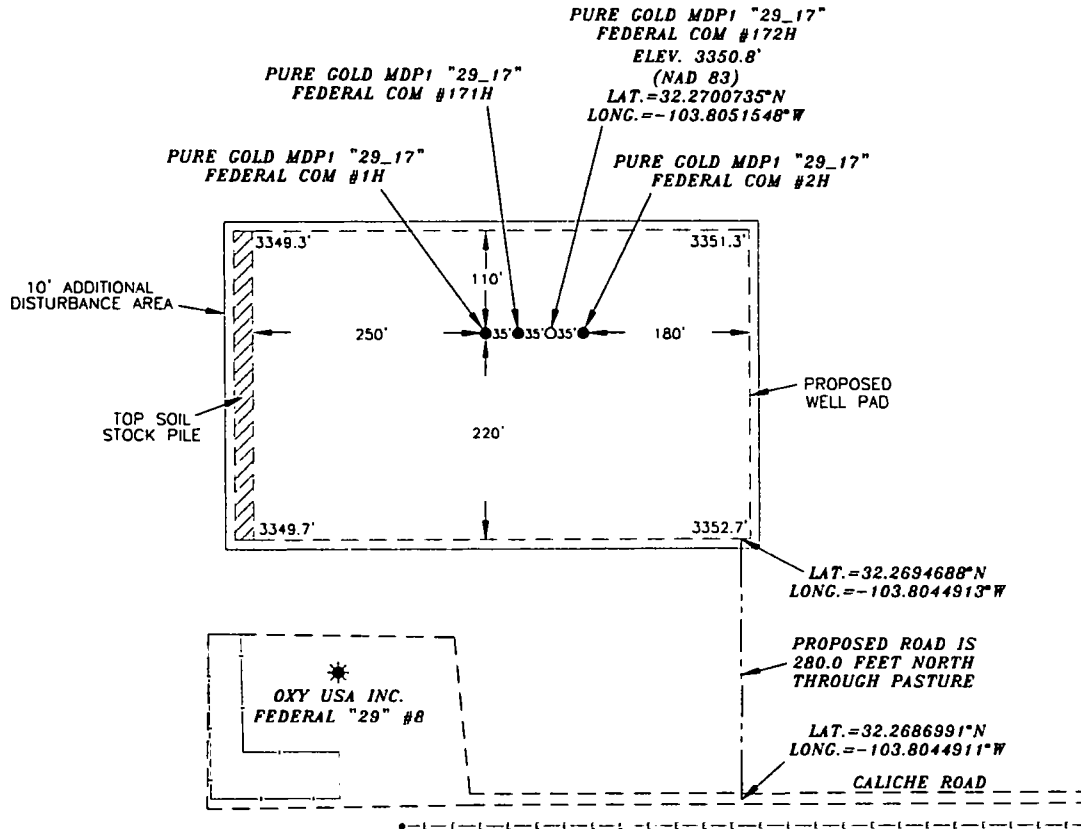 PURE GOLD MDP1 "29_17"
FEDERAL COM #172H
ELEV. 3350.8'
(NAD 83)
LAT.=32.2700735°N
LONG.=-103.8051548°W
PURE GOLD MDP1 "29_17"
FEDERAL COM #171H
PURE GOLD MDP1 "29_17"
FEDERAL COM #1H
PURE GOLD MDP1 "29_17"
FEDERAL COM #2H
3349.3'
3351.3'
10' ADDITIONAL
DISTURBANCE AREA
110'
250'
35'
35'
35'
180'
PROPOSED
WELL PAD
TOP SOIL
STOCK PILE
220'
3349.7'
3352.7'
LAT.=32.2694688°N
LONG.=-103.8044913°W
PROPOSED ROAD IS
280.0 FEET NORTH
THROUGH PASTURE
OXY USA INC.
FEDERAL "29" #8
LAT.=32.2686991°N
LONG.=-103.8044911°W
CALICHE ROAD